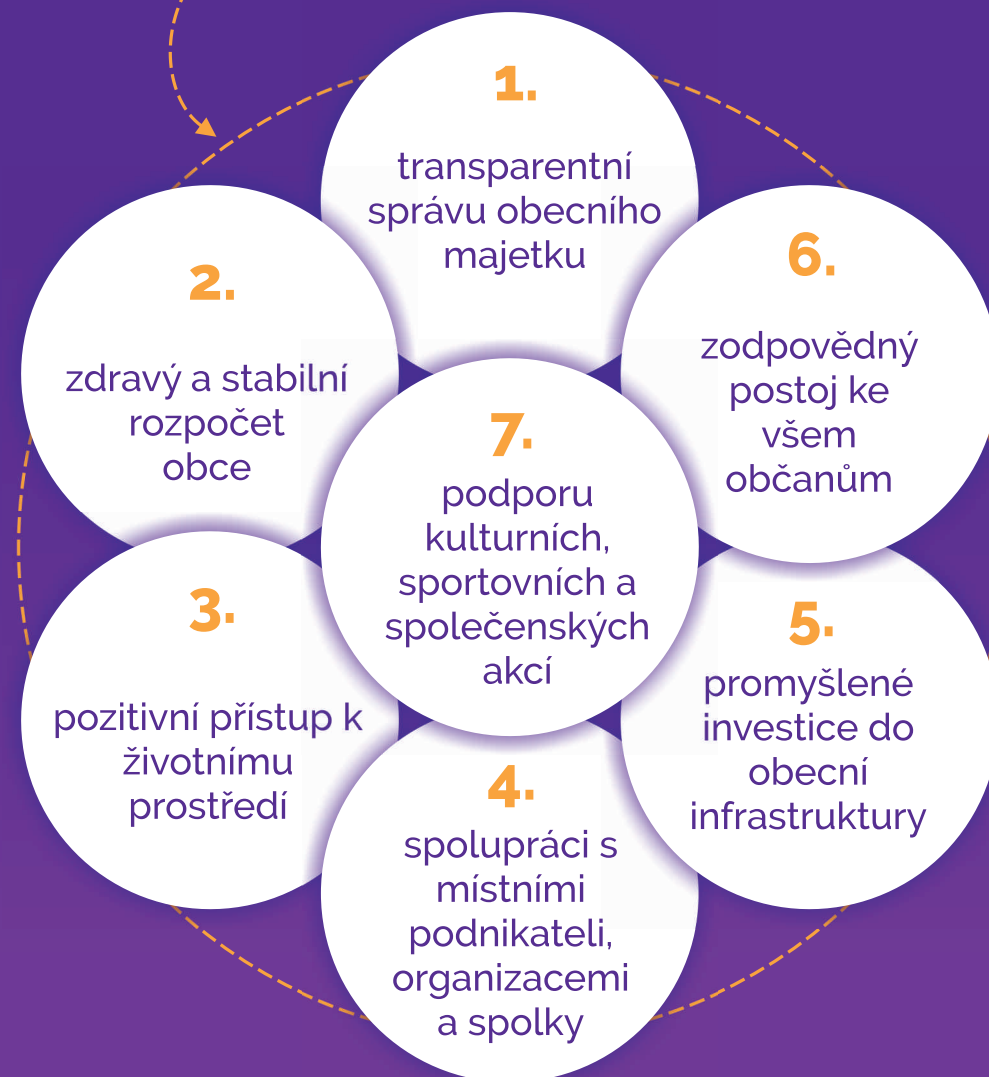 1.
transparentní
správu obecního
majetku
2.
zdravý a stabilní
rozpočet
obce
3.
pozitivní přístup k
životnímu
prostředí
4.
spolupráci s
místními
podnikateli,
organizacemi
a spolky
5.
promyšlené
investice do
obecní
infrastruktury
6.
zodpovědný
postoj ke
všem
občanům
7.
podporu
kulturních,
sportovních a
společenských
akcí